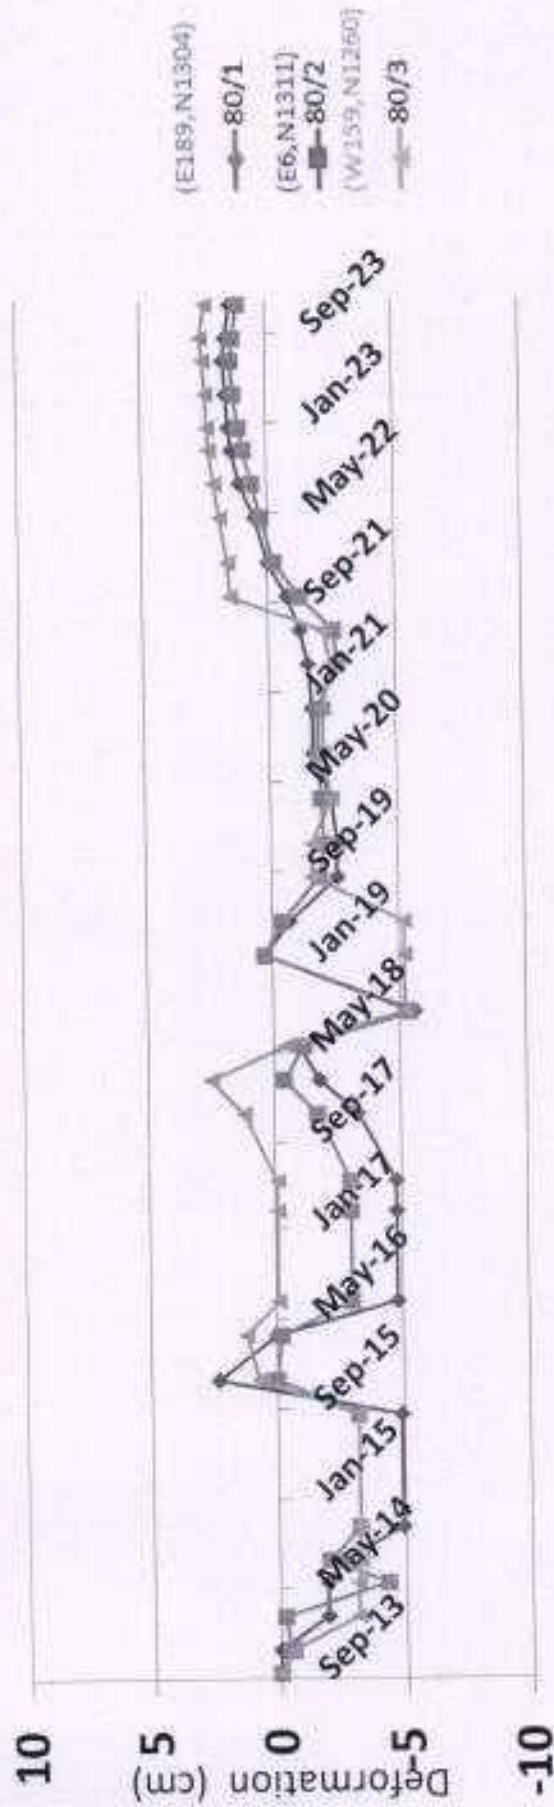 10
5
0
-5
-10
Deformation (cm)
Sep-13
May-14
Jan-15
Sep-15
May-16
Jan-17
Sep-17
May-18
Jan-19
Sep-19
May-20
Jan-21
Sep-21
May-22
Jan-23
Sep-23
(E189,N1304)
80/1
(E6,N1311)
80/2
(W159,N1260)
80/3